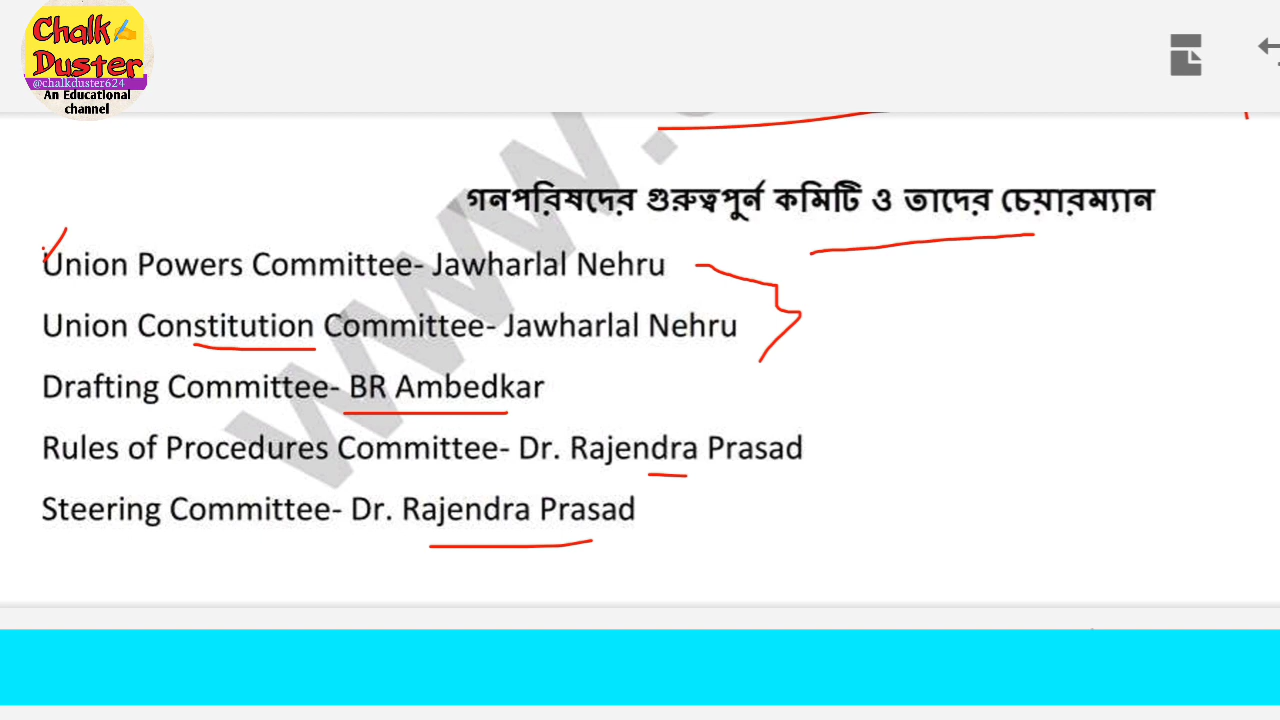 Chalk
Duster
@chalkduster624
An Educational
channel
গনপরিষদের গুরুত্বপুর্ন কমিটি ও তাদের চেয়ারম্যান
Union Powers Committee- Jawharlal Nehru
Union Constitution Committee- Jawharlal Nehru
Drafting Committee- BR Ambedkar
Rules of Procedures Committee- Dr. Rajendra Prasad
Steering Committee- Dr. Rajendra Prasad